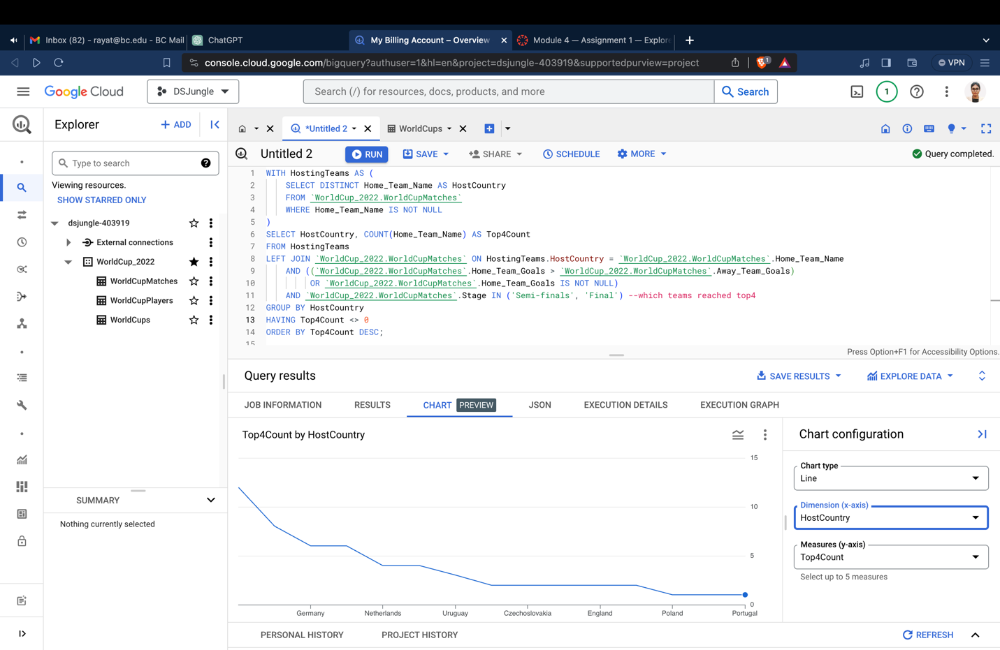 Inbox (82) - rayat@bc.edu - BC Mail
ChatGPT
My Billing Account – Overview
Module 4 — Assignment 1 — Explor
console.cloud.google.com/bigquery?authuser=1&hl=en&project=dsjungle-403919&supportedpurview=project
1
VPN
Google Cloud
DSJungle
Search (/) for resources, docs, products, and more
Search
1
Explorer
+ ADD
*Untitled 2
WorldCups
Untitled 2
RUN
SAVE
SHARE
SCHEDULE
MORE
Query completed.
Type to search
Viewing resources.
SHOW STARRED ONLY
dsjungle-403919
External connections
WorldCup_2022
WorldCupMatches
WorldCupPlayers
WorldCups
1 WITH HostingTeams AS (
2 SELECT DISTINCT Home_Team_Name AS HostCountry
3 FROM `WorldCup_2022.WorldCupMatches`
4 WHERE Home_Team_Name IS NOT NULL
5 )
6 SELECT HostCountry, COUNT(Home_Team_Name) AS Top4Count
7 FROM HostingTeams
8 LEFT JOIN `WorldCup_2022.WorldCupMatches` ON HostingTeams.HostCountry = `WorldCup_2022.WorldCupMatches`.Home_Team_Name
9 AND ((`WorldCup_2022.WorldCupMatches`.Home_Team_Goals > `WorldCup_2022.WorldCupMatches`.Away_Team_Goals)
10 OR `WorldCup_2022.WorldCupMatches`.Home_Team_Goals IS NOT NULL)
11 AND `WorldCup_2022.WorldCupMatches`.Stage IN ('Semi-finals', 'Final') --which teams reached top4
12 GROUP BY HostCountry
13 HAVING Top4Count <> 0
14 ORDER BY Top4Count DESC;
15
Press Option+F1 for Accessibility Options.
Query results
SAVE RESULTS
EXPLORE DATA
JOB INFORMATION
RESULTS
CHART PREVIEW
JSON
EXECUTION DETAILS
EXECUTION GRAPH
Top4Count by HostCountry
15
10
5
0
Germany
Netherlands
Uruguay
Czechoslovakia
England
Poland
Portugal
Chart configuration
Chart type
Line
Dimension (x-axis)
HostCountry
Measures (y-axis)
Top4Count
Select up to 5 measures
SUMMARY
Nothing currently selected
PERSONAL HISTORY
PROJECT HISTORY
REFRESH